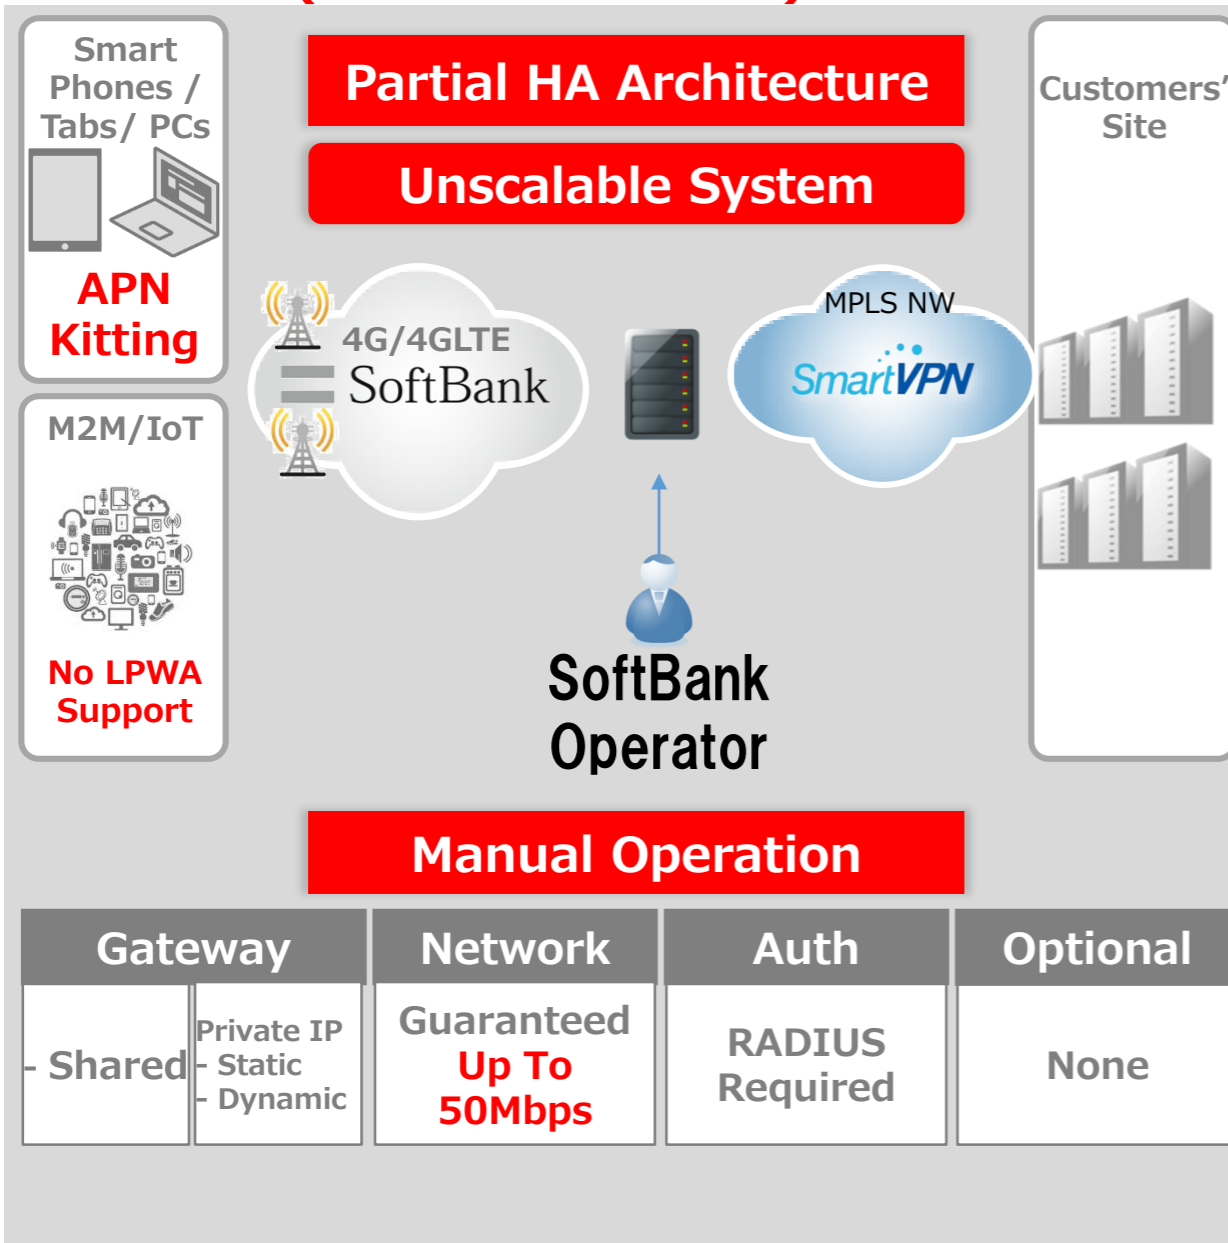 Smart
Phones /
Tabs/ PCs
APN
Kitting
M2M/IoT
No LPWA
Support
Partial HA Architecture
Unscalable System
4G/4GLTE
SoftBank
MPLS NW
SmartVPN
Customers’
Site
SoftBank
Operator
Manual Operation
Gateway
Network
Auth
Optional
- Shared
Private IP
- Static
- Dynamic
Guaranteed
Up To
50Mbps
RADIUS
Required
None